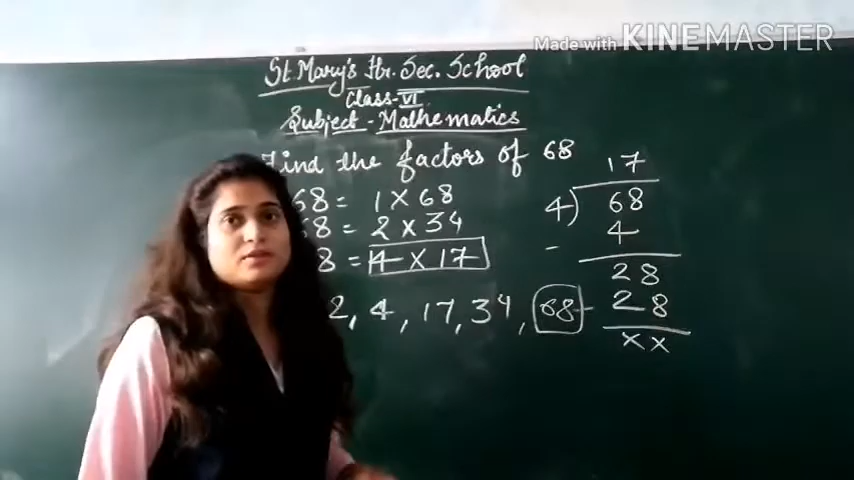 Made with KINEMASTER
St Mary's Hr. Sec. School
Class-VI
Subject - Mathematics
Find the factors of 68
68 = 1 X 68
68 = 2 X 34
8 = 4 X 17
2, 4, 17, 34, 68
17
4) 68
- 4
28
- 28
x x